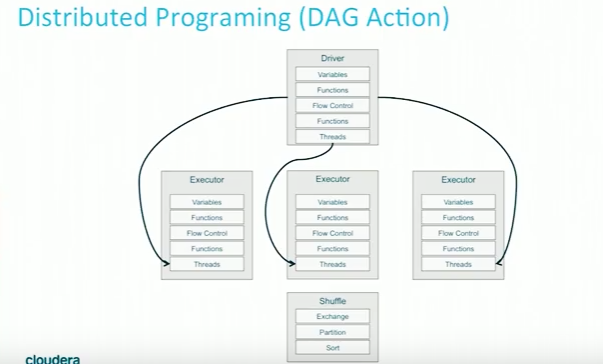 Distributed Programing (DAG Action)
Driver
Variables
Functions
Flow Control
Functions
Threads
Executor
Variables
Functions
Flow Control
Functions
Threads
Executor
Variables
Functions
Flow Control
Functions
Threads
Executor
Variables
Functions
Flow Control
Functions
Threads
Shuffle
Exchange
Partition
Sort
cloudera